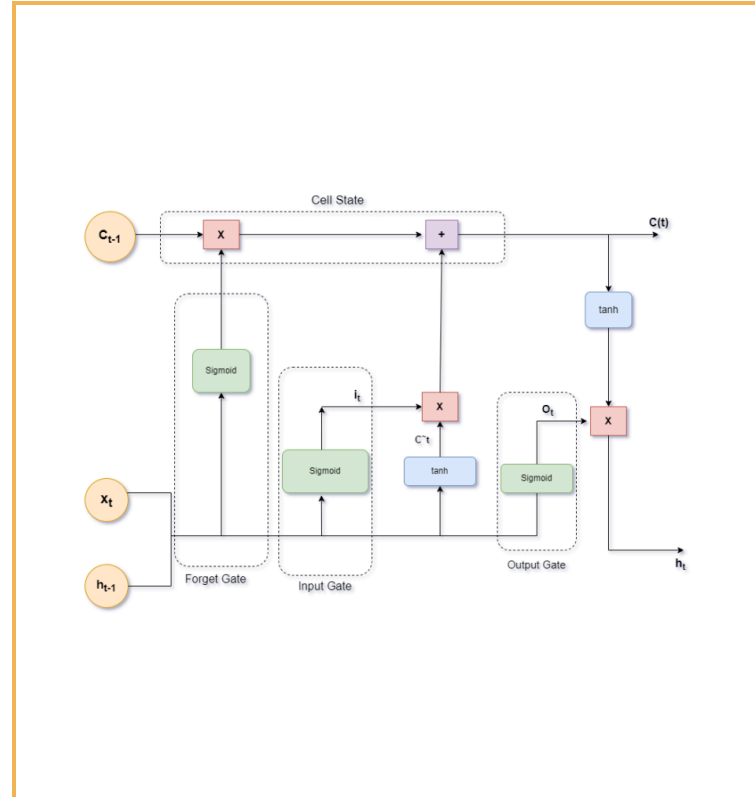 Cell State
C(t)
Ct-1
X
+
tanh
Sigmoid
it
X
Ot
X
C~t
Sigmoid
tanh
Sigmoid
xt
ht-1
Forget Gate
Input Gate
Output Gate
ht